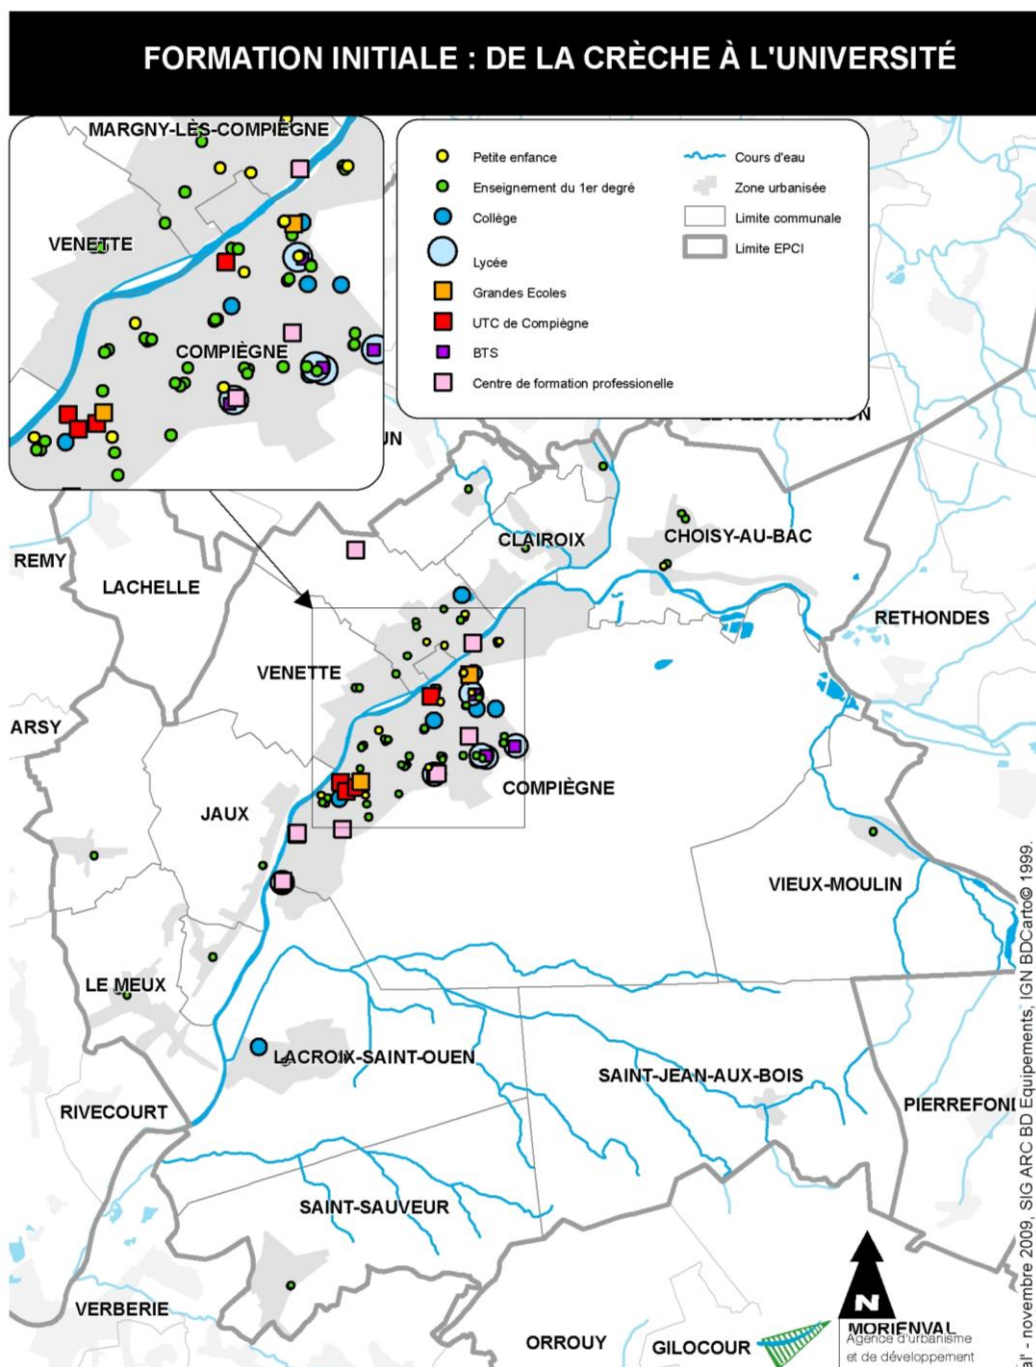 FORMATION INITIALE : DE LA CRÈCHE À L'UNIVERSITÉ
MARGNY-LÈS-COMPIÈGNE
VENETTE
COMPIÈGNE
Petite enfance
Enseignement du 1er degré
Collège
Lycée
Grandes Ecoles
UTC de Compiègne
BTS
Centre de formation professionelle
Cours d'eau
Zone urbanisée
Limite communale
Limite EPCI
REMY
LACHELLE
CLAIROIX
CHOISY-AU-BAC
RETHONDES
VENETTE
ARSY
JAUX
COMPIÈGNE
VIEUX-MOULIN
LE MEUX
LACROIX-SAINT-OUEN
SAINT-JEAN-AUX-BOIS
RIVECOURT
PIERREFON
SAINT-SAUVEUR
VERBERIE
ORROUY
GILOCOUR
N
MORIENVAL
Agence d'urbanisme
et de développement
- novembre 2009, SIG ARC BD Equipements, IGN BDCarto© 1999.